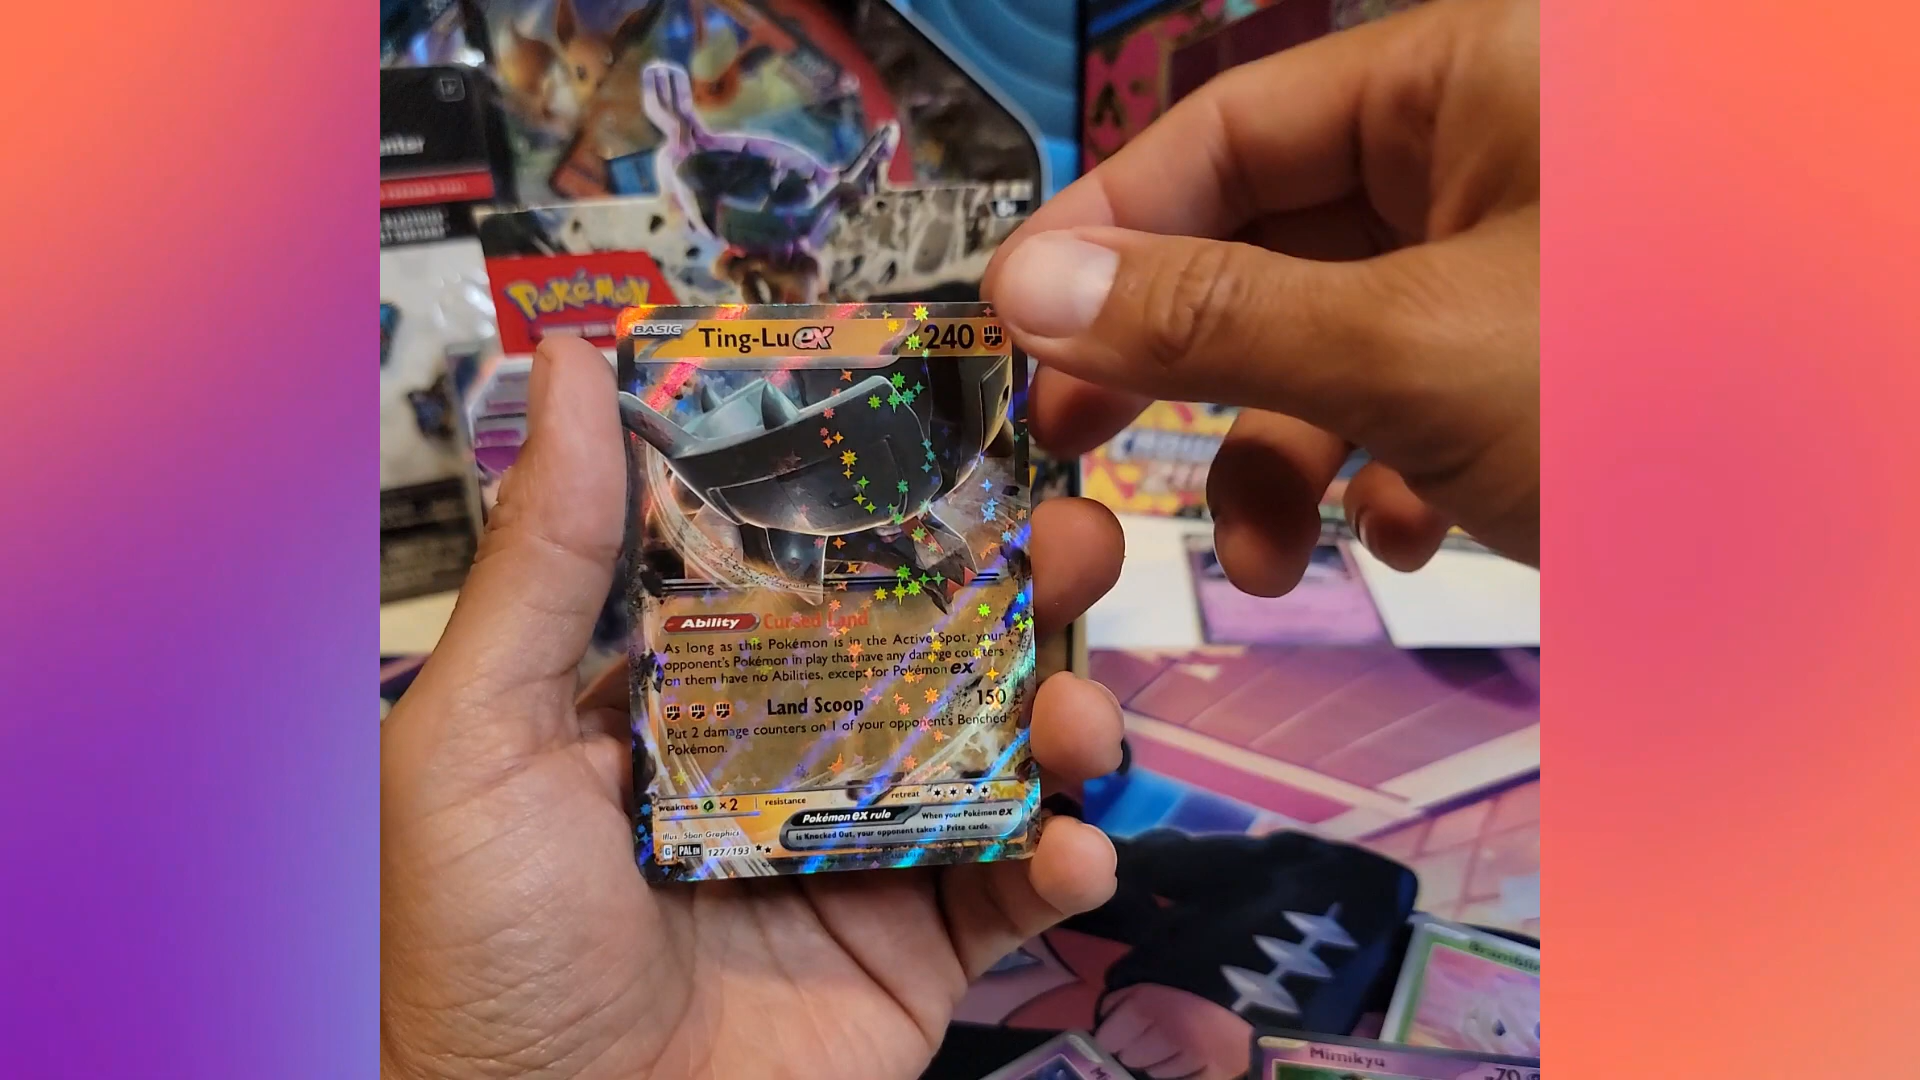 Pokémon
BASIC Ting-Lu ex 240
Ability Cursed Land
As long as this Pokémon is in the Active Spot, your
opponent's Pokémon in play that have any damage counters
on them have no Abilities, except for Pokémon ex.
Land Scoop 150
Put 2 damage counters on 1 of your opponent's Benched
Pokémon.
weakness ×2 resistance retreat
Pokémon ex rule When your Pokémon ex
is Knocked Out, your opponent takes 2 Prize cards.
Illus. 5ban Graphics
G PAL EN 127/193
Mimikyu 70